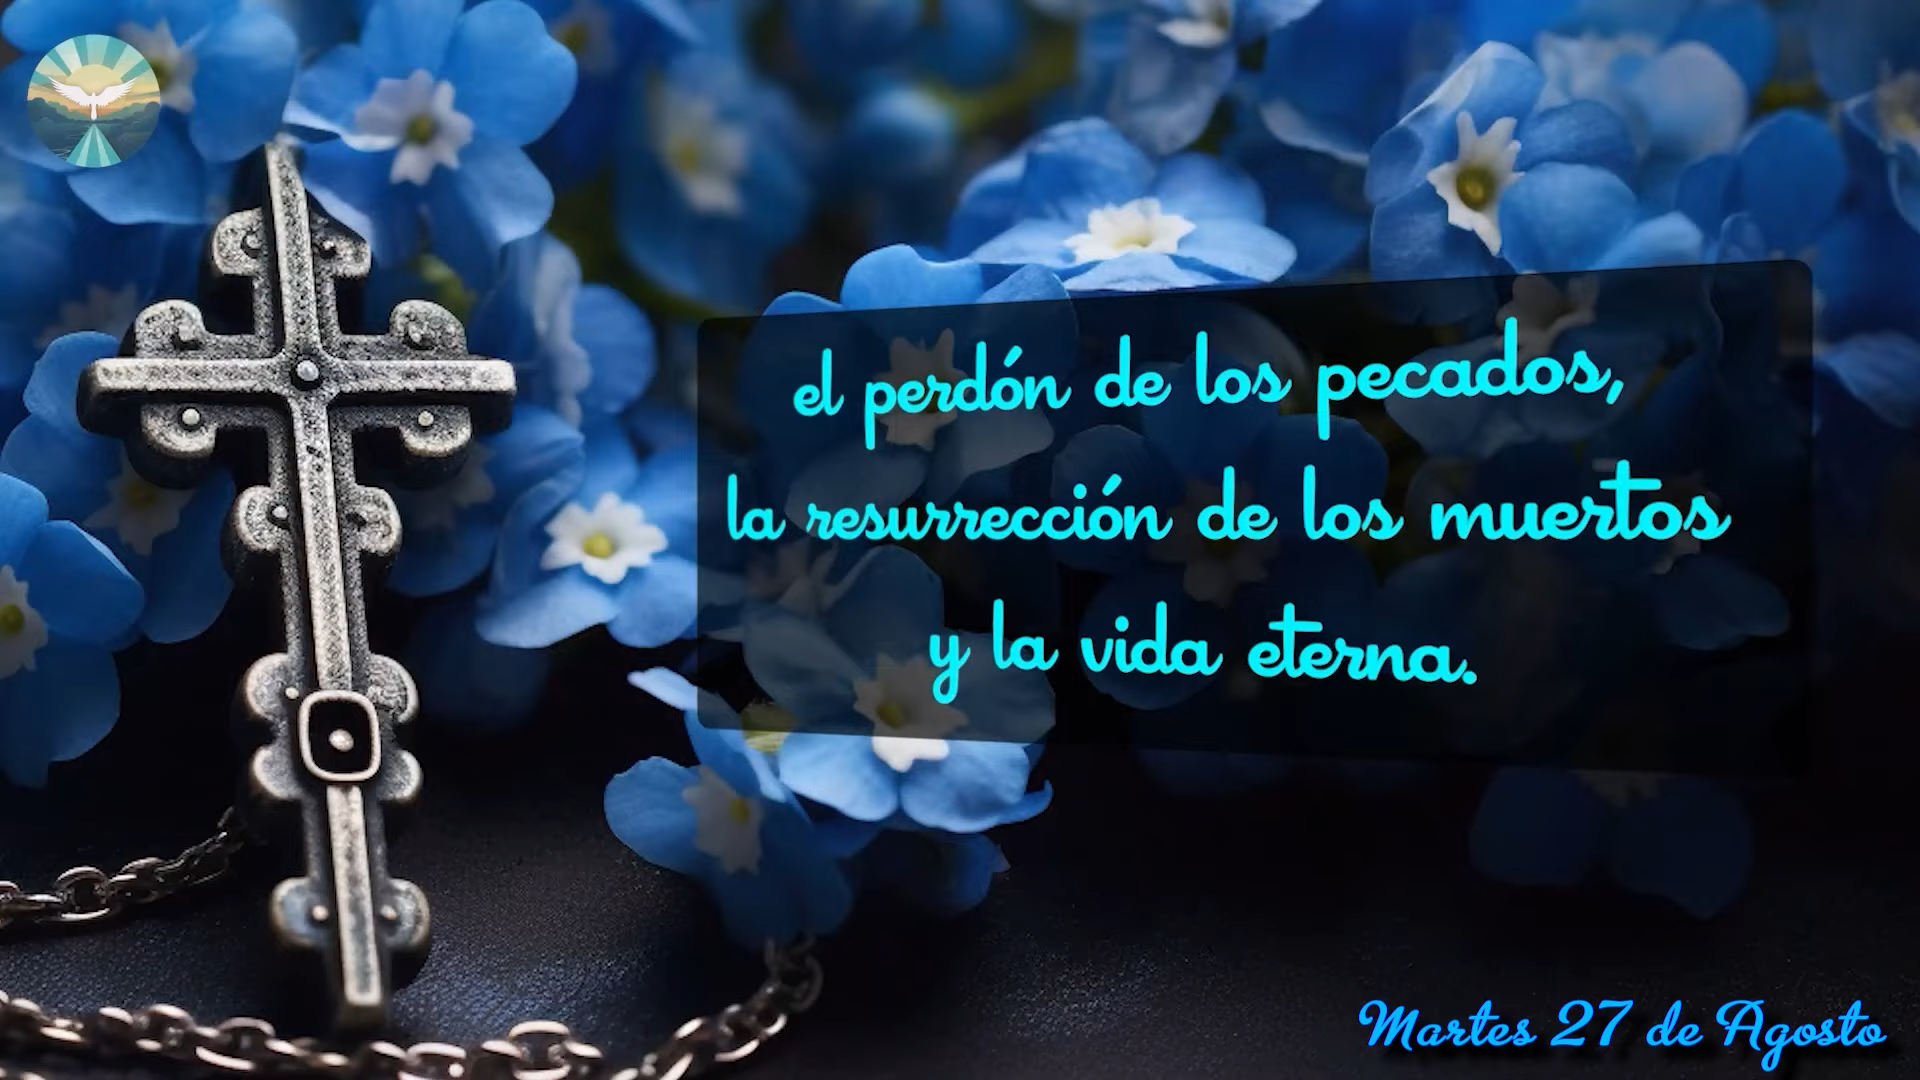 el perdón de los pecados,
la resurrección de los muertos
y la vida eterna.
Martes 27 de Agosto